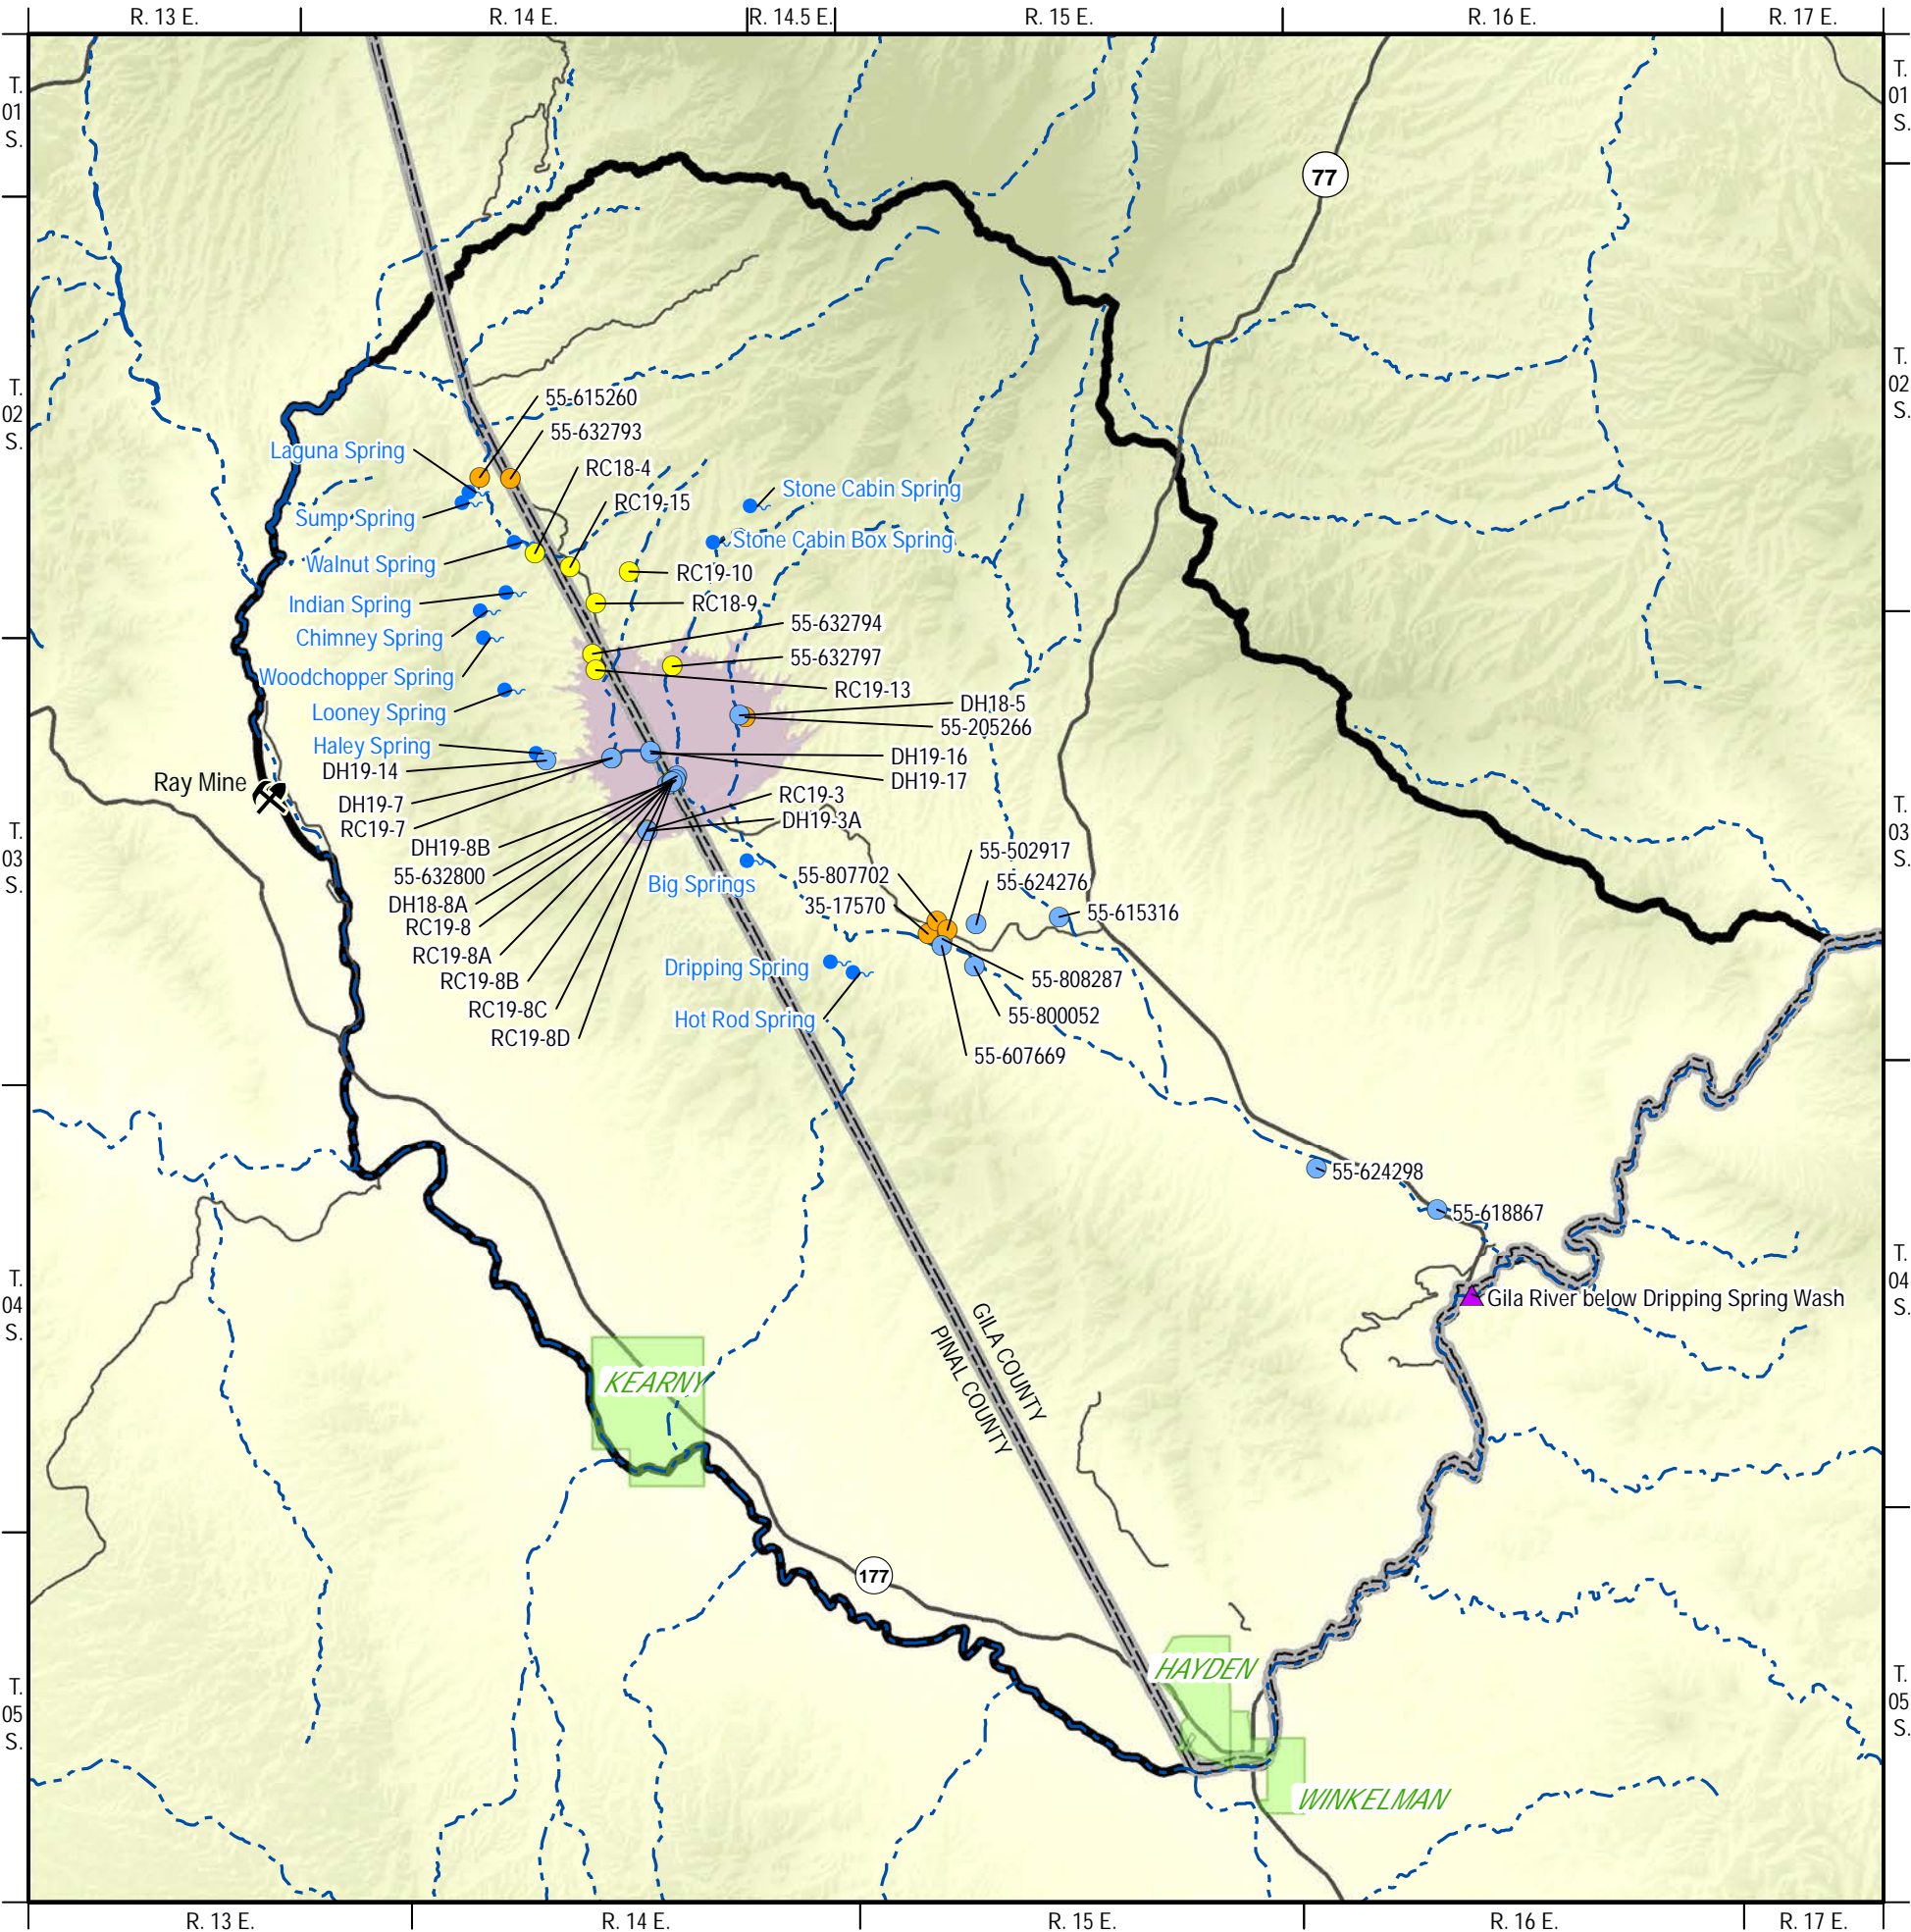 R. 13 E.
R. 14 E.
R. 14.5 E.
R. 15 E.
R. 16 E.
R. 17 E.
T.
01
S.
T.
01
S.
77
T.
02
S.
T.
02
S.
55-615260
55-632793
Laguna Spring
RC18-4
Stone Cabin Spring
RC19-15
Sump Spring
Stone Cabin Box Spring
Walnut Spring
RC19-10
Indian Spring
RC18-9
55-632794
Chimney Spring
55-632797
Woodchopper Spring
RC19-13
DH18-5
Looney Spring
55-205266
Haley Spring
DH19-16
DH19-14
DH19-17
Ray Mine
RC19-3
DH19-7
DH19-3A
RC19-7
T.
03
S.
T.
03
S.
DH19-8B
55-502917
55-632800
55-807702
55-624276
Big Springs
DH18-8A
35-17570
55-615316
RC19-8
RC19-8A
Dripping Spring
RC19-8B
55-808287
RC19-8C
Hot Rod Spring
55-800052
RC19-8D
55-607669
55-624298
55-618867
T.
04
S.
T.
04
S.
Gila River below Dripping Spring Wash
GILA COUNTY
PINAL COUNTY
KEARNY
177
HAYDEN
T.
05
S.
T.
05
S.
WINKELMAN
R. 13 E.
R. 14 E.
R. 15 E.
R. 16 E.
R. 17 E.